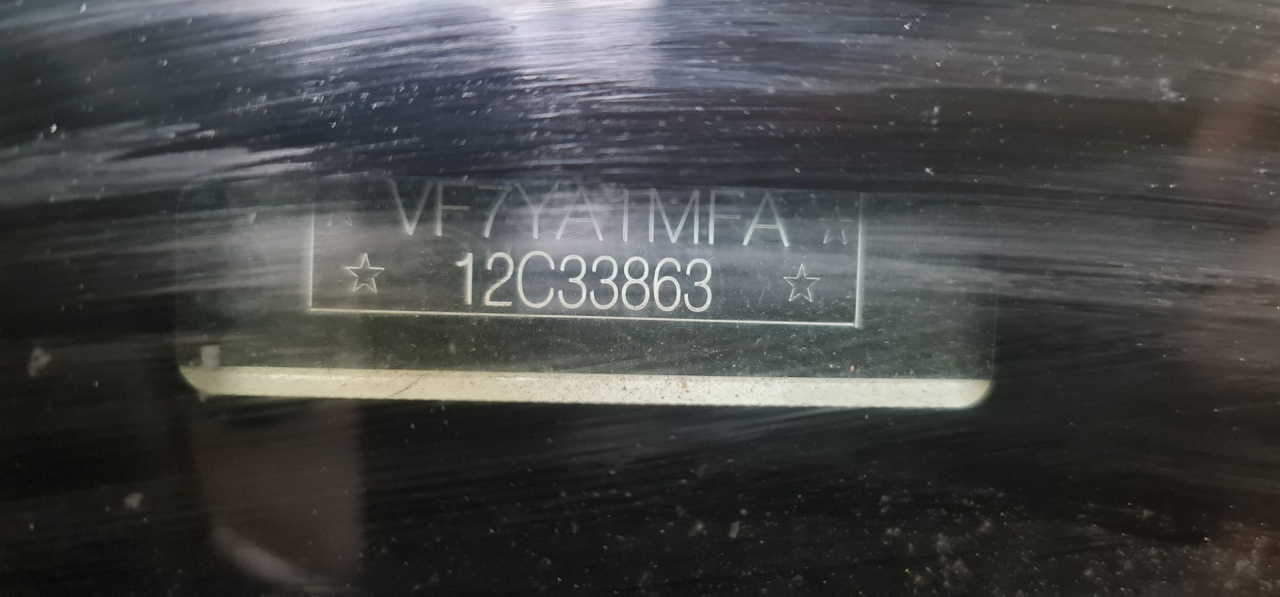 ☆ VF7YA1MFA ☆
☆ 12C33863 ☆